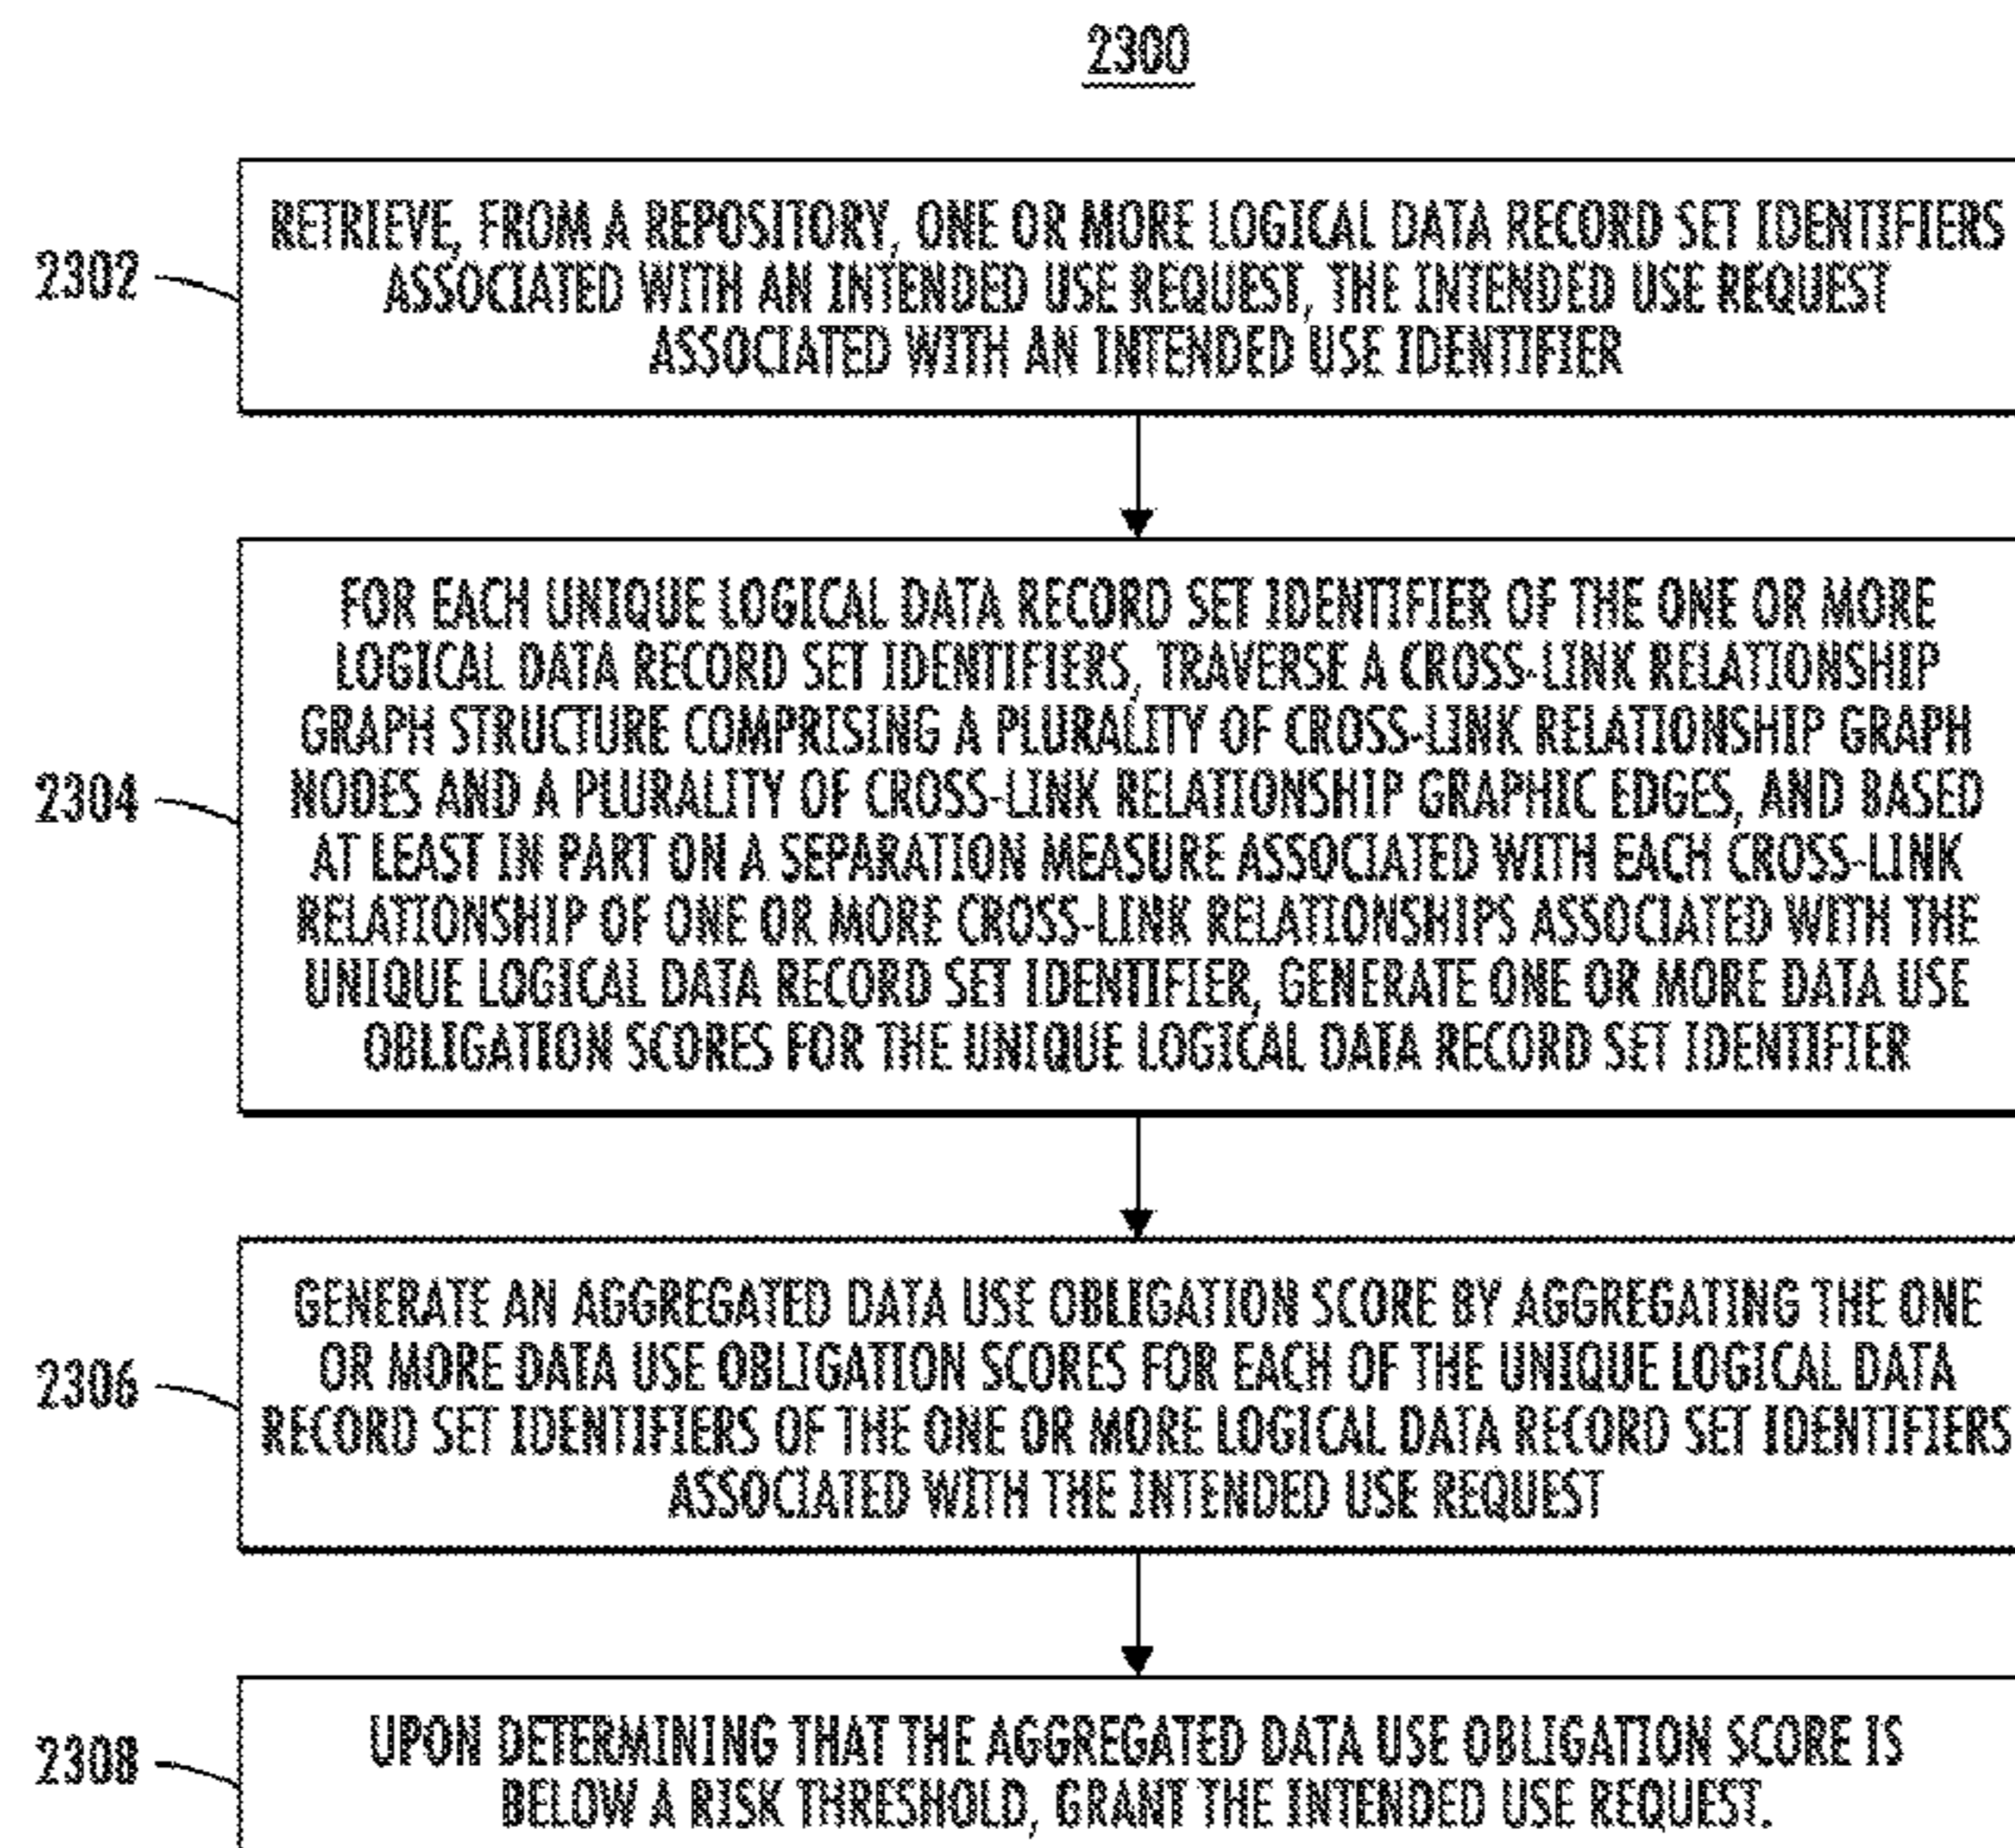 2300
2302
RETRIEVE, FROM A REPOSITORY, ONE OR MORE LOGICAL DATA RECORD SET IDENTIFIERS
ASSOCIATED WITH AN INTENDED USE REQUEST, THE INTENDED USE REQUEST
ASSOCIATED WITH AN INTENDED USE IDENTIFIER
2304
FOR EACH UNIQUE LOGICAL DATA RECORD SET IDENTIFIER OF THE ONE OR MORE
LOGICAL DATA RECORD SET IDENTIFIERS, TRAVERSE A CROSS-LINK RELATIONSHIP
GRAPH STRUCTURE COMPRISING A PLURALITY OF CROSS-LINK RELATIONSHIP GRAPH
NODES AND A PLURALITY OF CROSS-LINK RELATIONSHIP GRAPHIC EDGES, AND BASED
AT LEAST IN PART ON A SEPARATION MEASURE ASSOCIATED WITH EACH CROSS-LINK
RELATIONSHIP OF ONE OR MORE CROSS-LINK RELATIONSHIPS ASSOCIATED WITH THE
UNIQUE LOGICAL DATA RECORD SET IDENTIFIER, GENERATE ONE OR MORE DATA USE
OBLIGATION SCORES FOR THE UNIQUE LOGICAL DATA RECORD SET IDENTIFIER
2306
GENERATE AN AGGREGATED DATA USE OBLIGATION SCORE BY AGGREGATING THE ONE
OR MORE DATA USE OBLIGATION SCORES FOR EACH OF THE UNIQUE LOGICAL DATA
RECORD SET IDENTIFIERS OF THE ONE OR MORE LOGICAL DATA RECORD SET IDENTIFIERS
ASSOCIATED WITH THE INTENDED USE REQUEST
2308
UPON DETERMINING THAT THE AGGREGATED DATA USE OBLIGATION SCORE IS
BELOW A RISK THRESHOLD, GRANT THE INTENDED USE REQUEST.